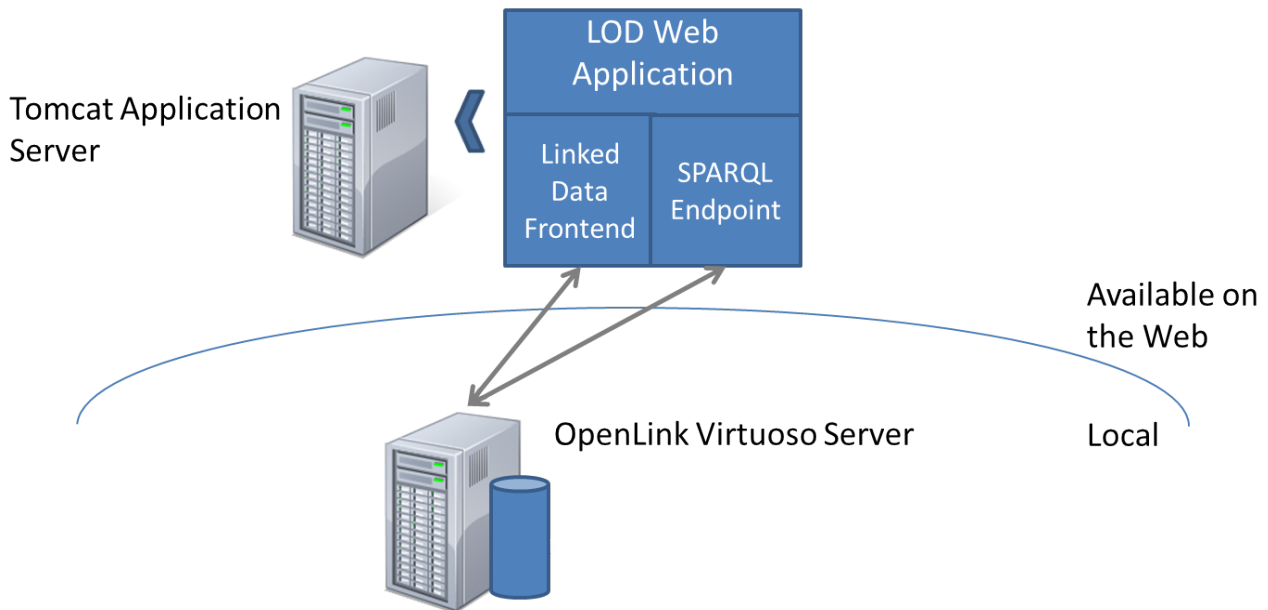 LOD Web
Application
Tomcat Application
Server
Linked
Data
Frontend
SPARQL
Endpoint
Available on
the Web
OpenLink Virtuoso Server
Local